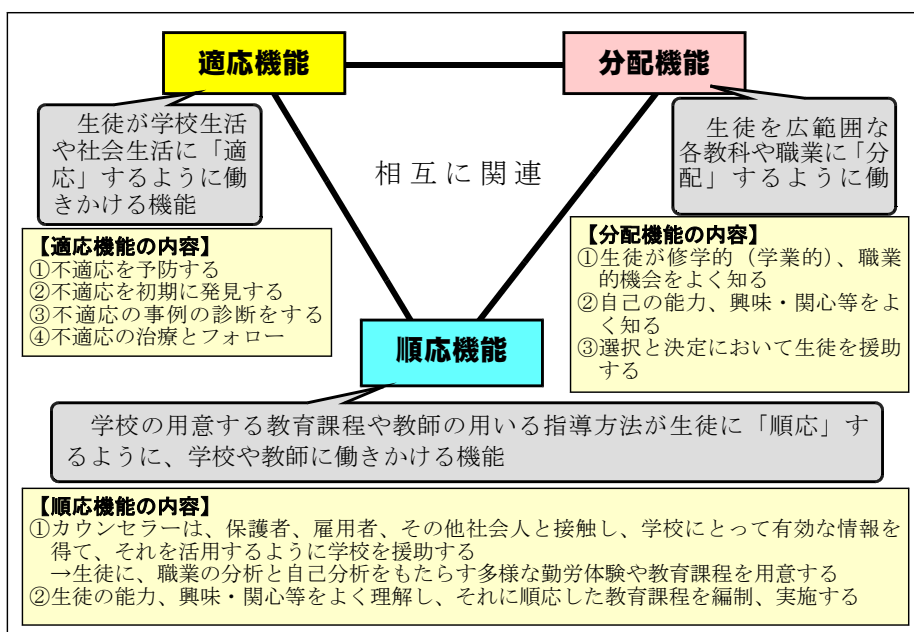 適応機能
分配機能
生徒が学校生活
や社会生活に「適
応」するように働
きかける機能
生徒を広範囲な
各教科や職業に「分
配」するように働
相互に関連
【適応機能の内容】
①不適応を予防する
②不適応を初期に発見する
③不適応の事例の診断をする
④不適応の治療とフォロー
【分配機能の内容】
①生徒が修学的（学業的）、職業
的機会をよく知る
②自己の能力、興味・関心等をよ
く知る
③選択と決定において生徒を援助
する
順応機能
学校の用意する教育課程や教師の用いる指導方法が生徒に「順応」す
るように、学校や教師に働きかける機能
【順応機能の内容】
①カウンセラーは、保護者、雇用者、その他社会人と接触し、学校にとって有効な情報を
得て、それを活用するように学校を援助する
→生徒に、職業の分析と自己分析をもたらす多様な勤労体験や教育課程を用意する
②生徒の能力、興味・関心等をよく理解し、それに順応した教育課程を編制、実施する